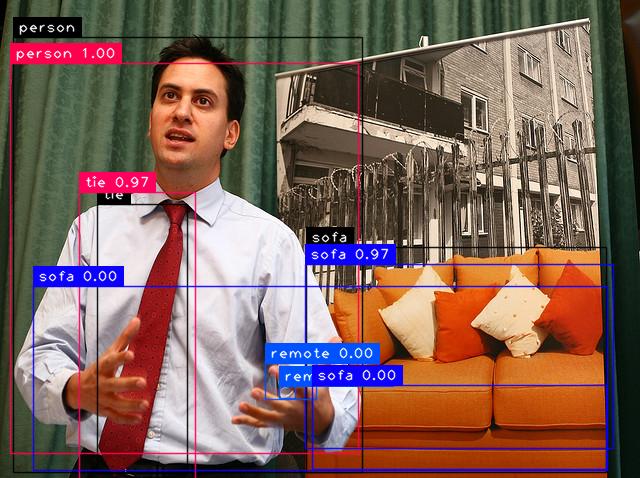 person
person 1.00
tie 0.97
tie
sofa
sofa 0.97
sofa 0.00
remote 0.00
rem
sofa 0.00